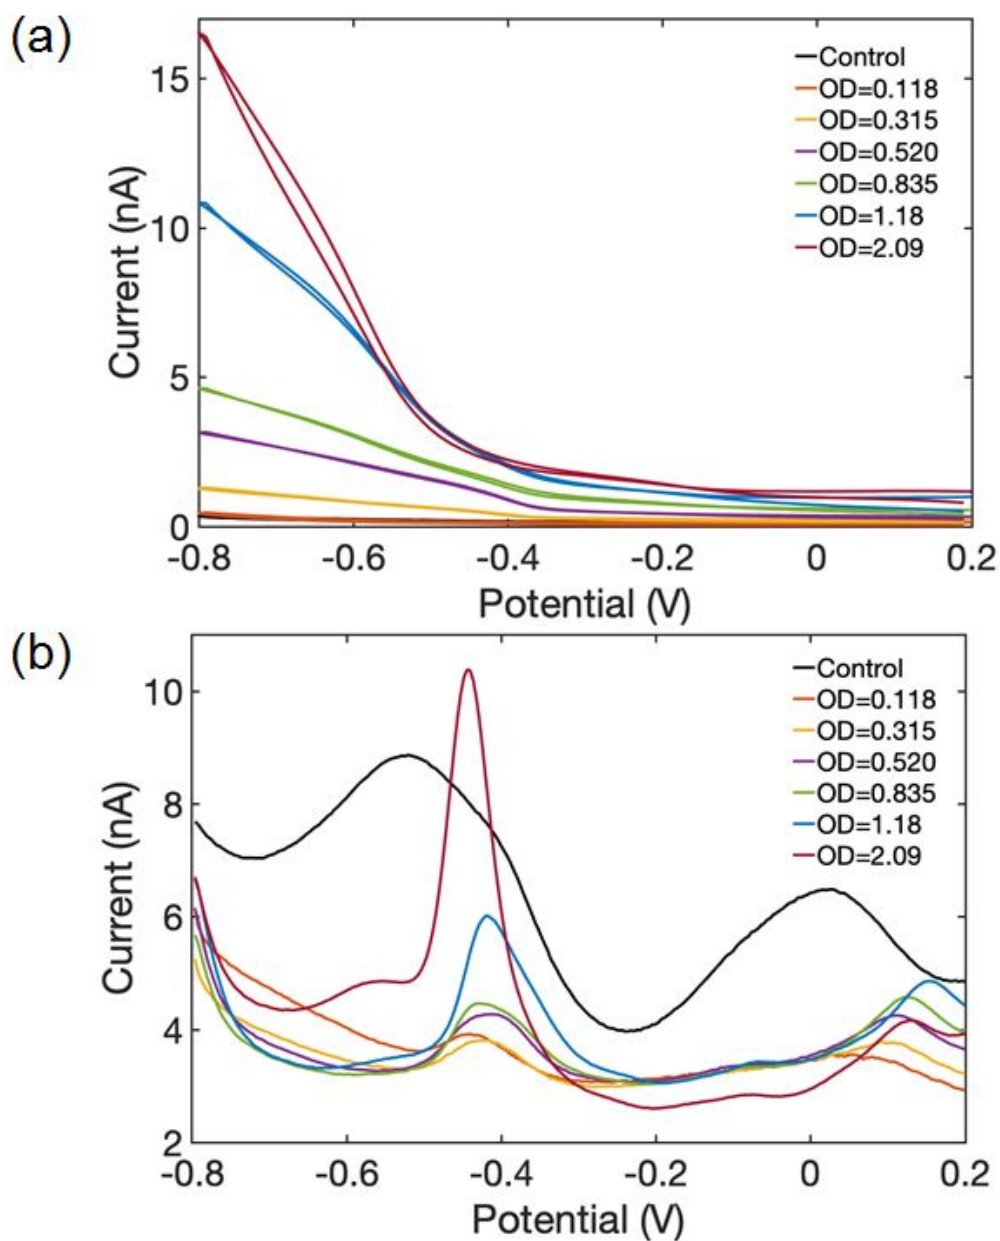 (a)
Current (nA)
15
10
5
0
Control
OD=0.118
OD=0.315
OD=0.520
OD=0.835
OD=1.18
OD=2.09
-0.8 -0.6 -0.4 -0.2 0 0.2
Potential (V)
(b)
Current (nA)
10
8
6
4
2
Control
OD=0.118
OD=0.315
OD=0.520
OD=0.835
OD=1.18
OD=2.09
-0.8 -0.6 -0.4 -0.2 0 0.2
Potential (V)